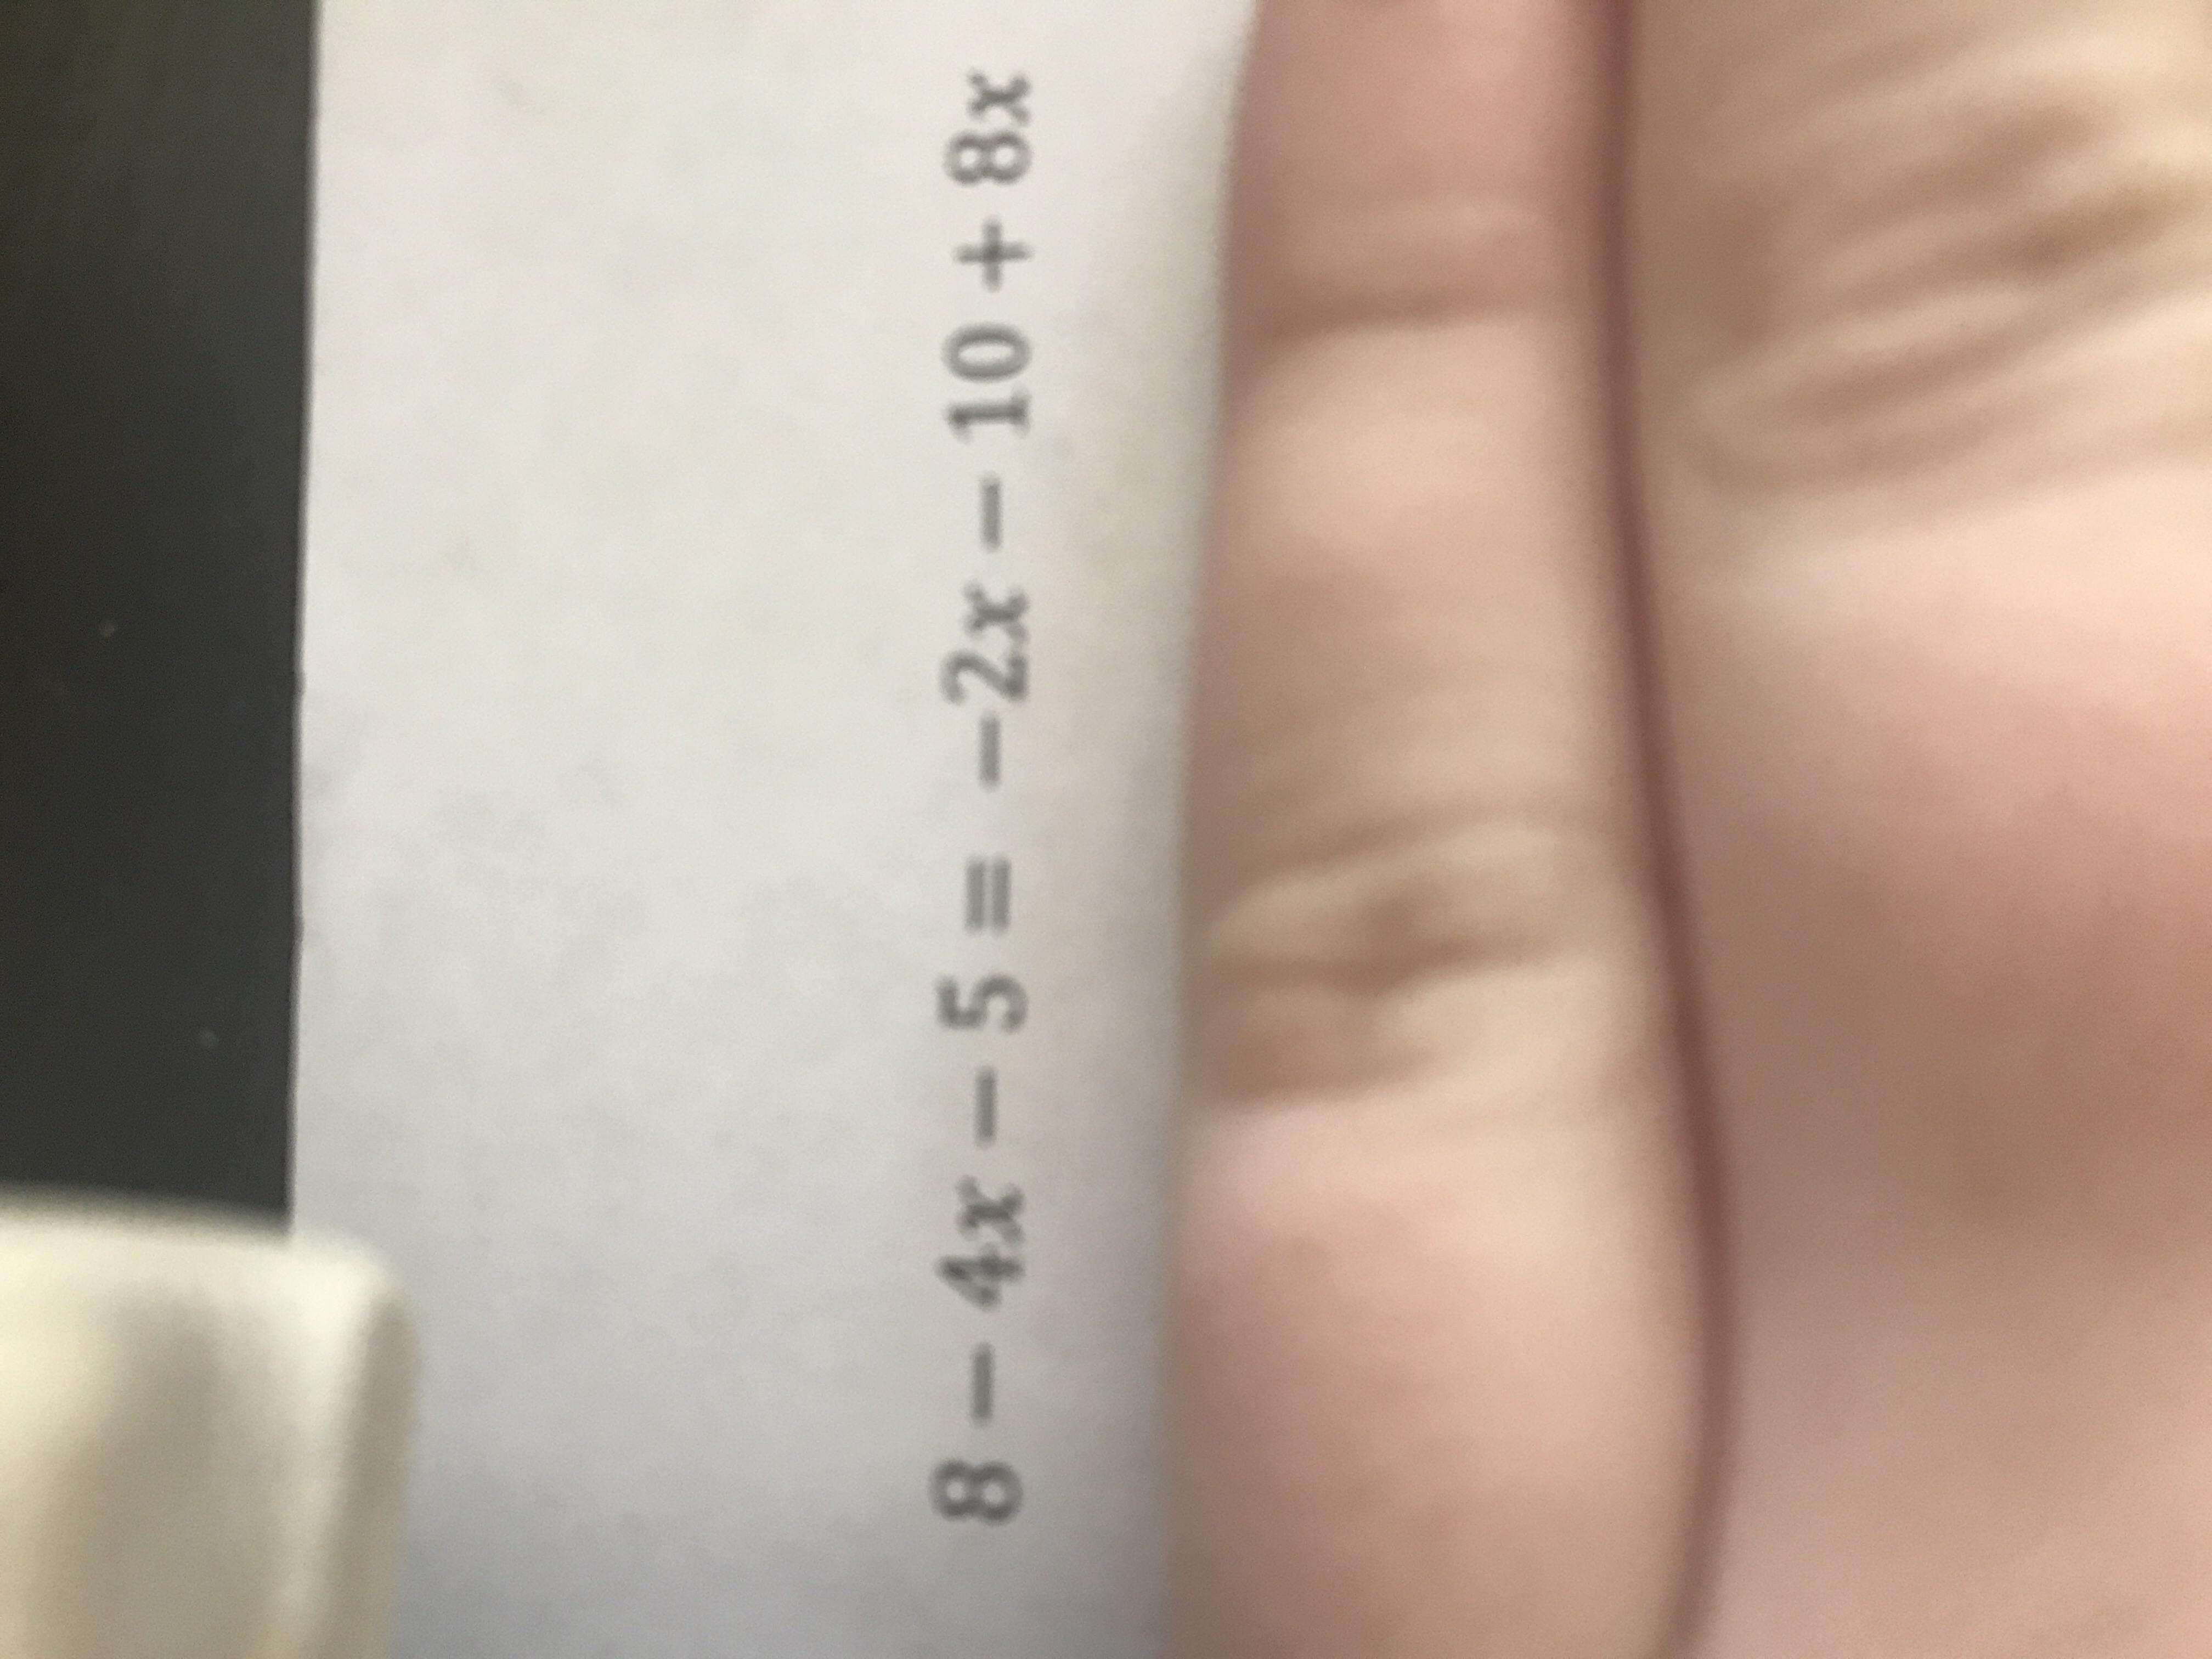 8 − 4x − 5 = −2x − 10 + 8x